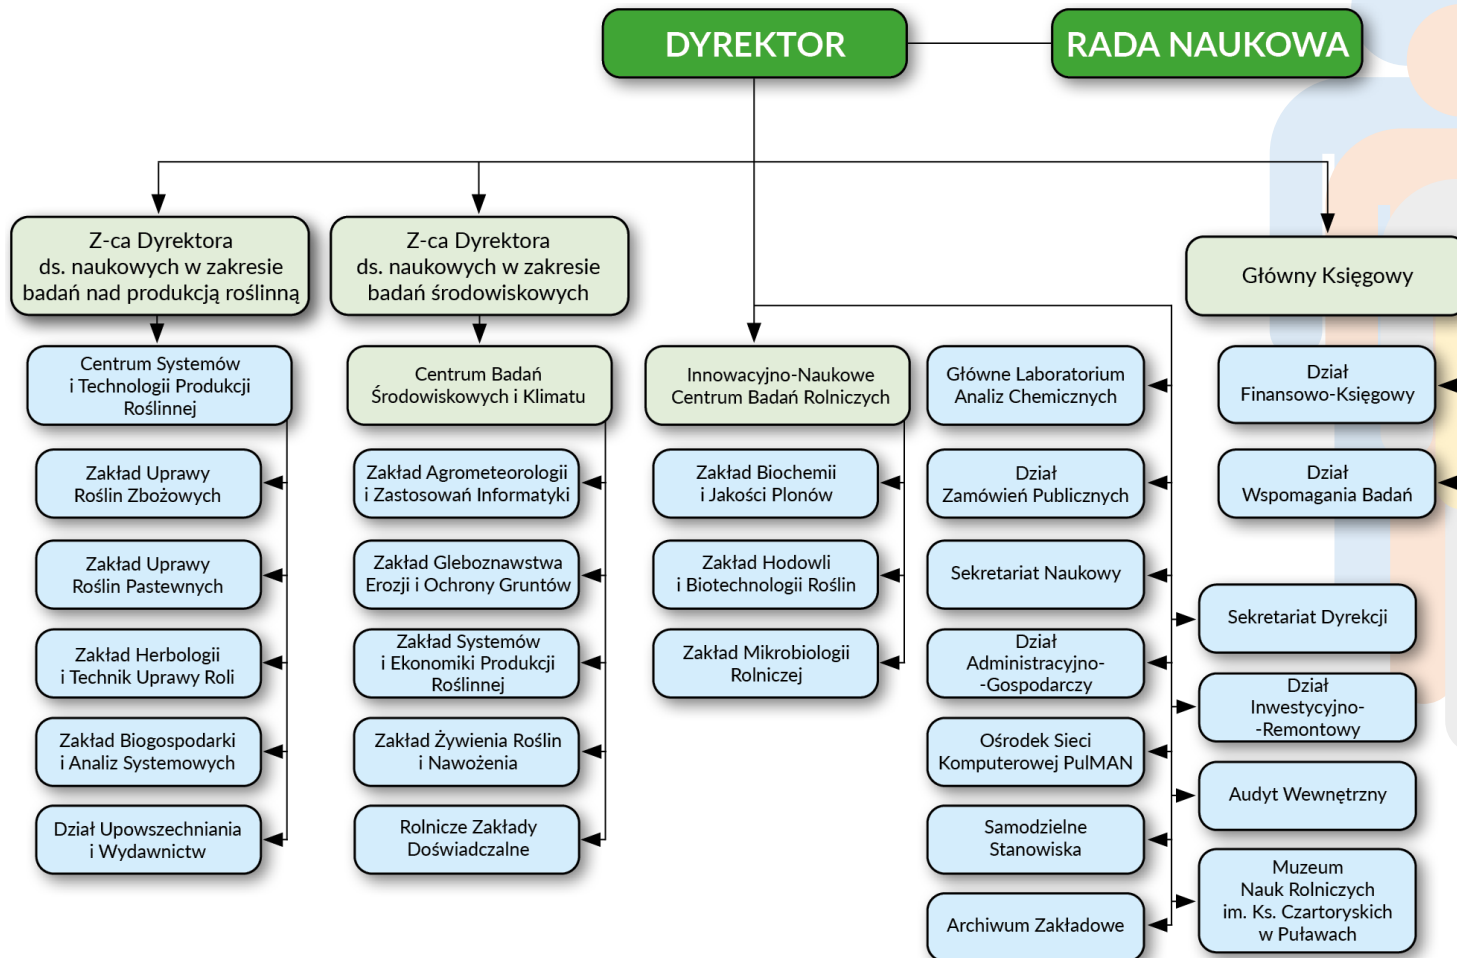 DYREKTOR
RADA NAUKOWA
Z-ca Dyrektora
ds. naukowych w zakresie
badań nad produkcją roślinną
Z-ca Dyrektora
ds. naukowych w zakresie
badań środowiskowych
Główny Księgowy
Centrum Systemów
i Technologii Produkcji
Roślinnej
Zakład Uprawy
Roślin Zbożowych
Zakład Uprawy
Roślin Pastewnych
Zakład Herbologii
i Technik Uprawy Roli
Zakład Biogospodarki
i Analiz Systemowych
Dział Upowszechniania
i Wydawnictw
Centrum Badań
Środowiskowych i Klimatu
Zakład Agrometeorologii
i Zastosowań Informatyki
Zakład Gleboznawstwa
Erozji i Ochrony Gruntów
Zakład Systemów
i Ekonomiki Produkcji
Roślinnej
Zakład Żywienia Roślin
i Nawożenia
Rolnicze Zakłady
Doświadczalne
Innowacyjno-Naukowe
Centrum Badań Rolniczych
Zakład Biochemii
i Jakości Plonów
Zakład Hodowli
i Biotechnologii Roślin
Zakład Mikrobiologii
Rolniczej
Główne Laboratorium
Analiz Chemicznych
Dział
Zamówień Publicznych
Sekretariat Naukowy
Dział
Administracyjno-
-Gospodarczy
Ośrodek Sieci
Komputerowej PulMAN
Samodzielne
Stanowiska
Archiwum Zakładowe
Dział
Finansowo-Księgowy
Dział
Wspomagania Badań
Sekretariat Dyrekcji
Dział
Inwestycyjno-
-Remontowy
Audyt Wewnętrzny
Muzeum
Nauk Rolniczych
im. Ks. Czartoryskich
w Puławach